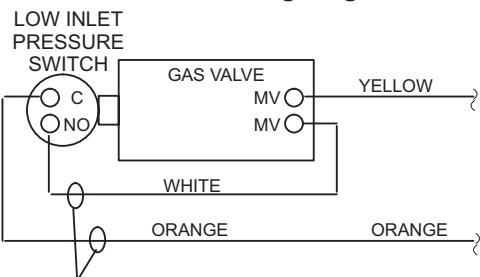 LOW INLET
PRESSURE
SWITCH
GAS VALVE
C
NO
MV
MV
YELLOW
WHITE
ORANGE
ORANGE